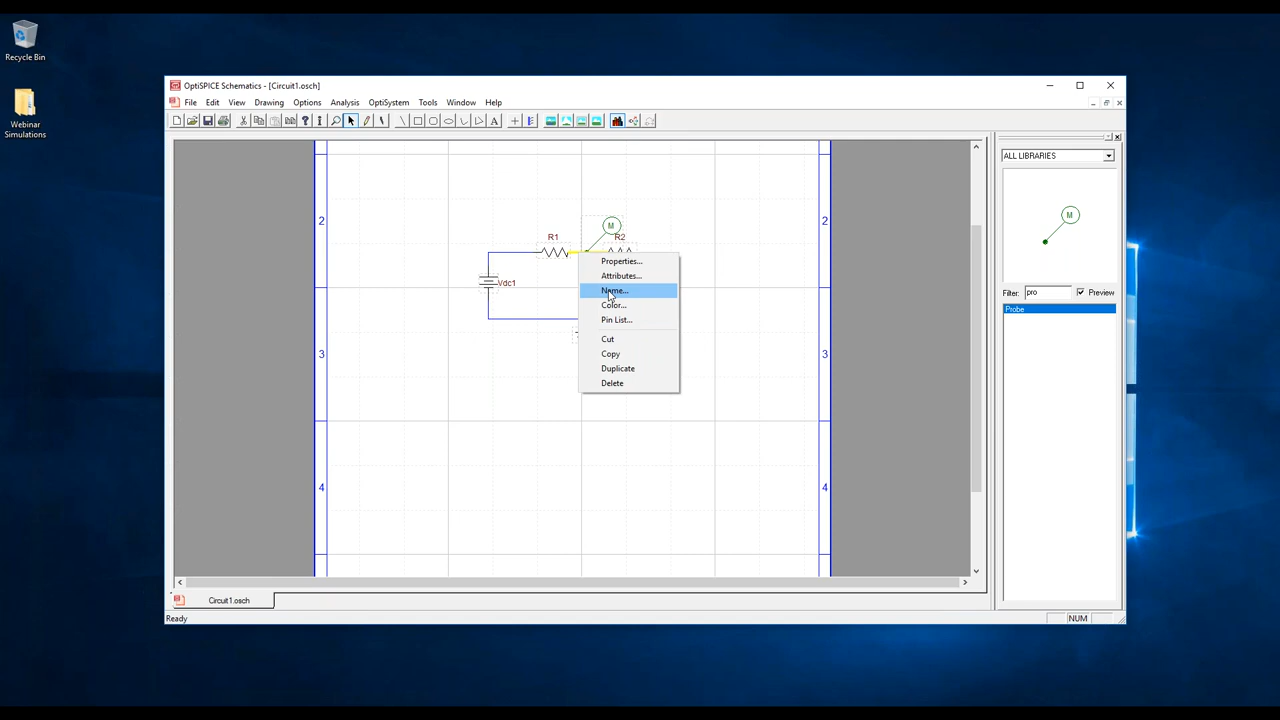 Recycle Bin
Webinar
Simulations
OptiSPICE Schematics - [Circuit1.osch]
File Edit View Drawing Options Analysis OptiSystem Tools Window Help
ALL LIBRARIES
M
Filter: pro Preview
Probe
2
2
M
R1
R2
Vdc1
3
3
4
4
Properties...
Attributes...
Name...
Color...
Pin List...
Cut
Copy
Duplicate
Delete
Circuit1.osch
Ready
NUM